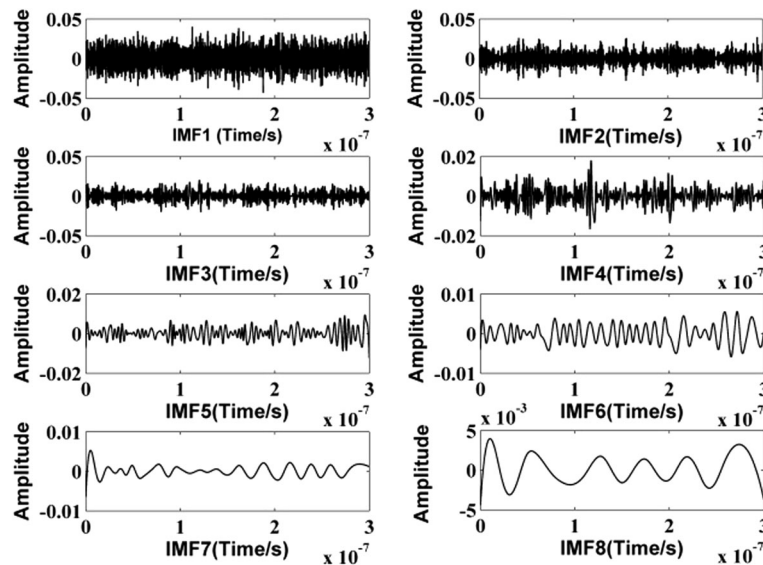 0.05
Amplitude
0
-0.05
0 1 2 3
IMF1 (Time/s)
x 10⁻⁷
0.05
Amplitude
0
-0.05
0 1 2 3
IMF2(Time/s)
x 10⁻⁷
0.05
Amplitude
0
-0.05
0 1 2 3
IMF3(Time/s)
x 10⁻⁷
0.02
Amplitude
0
-0.02
0 1 2 3
IMF4(Time/s)
x 10⁻⁷
0.02
Amplitude
0
-0.02
0 1 2 3
IMF5(Time/s)
x 10⁻⁷
0.01
Amplitude
0
-0.01
0 1 2 3
IMF6(Time/s)
x 10⁻⁷
0.01
Amplitude
0
-0.01
0 1 2 3
IMF7(Time/s)
x 10⁻⁷
x 10⁻³
5
Amplitude
0
-5
0 1 2 3
IMF8(Time/s)
x 10⁻⁷